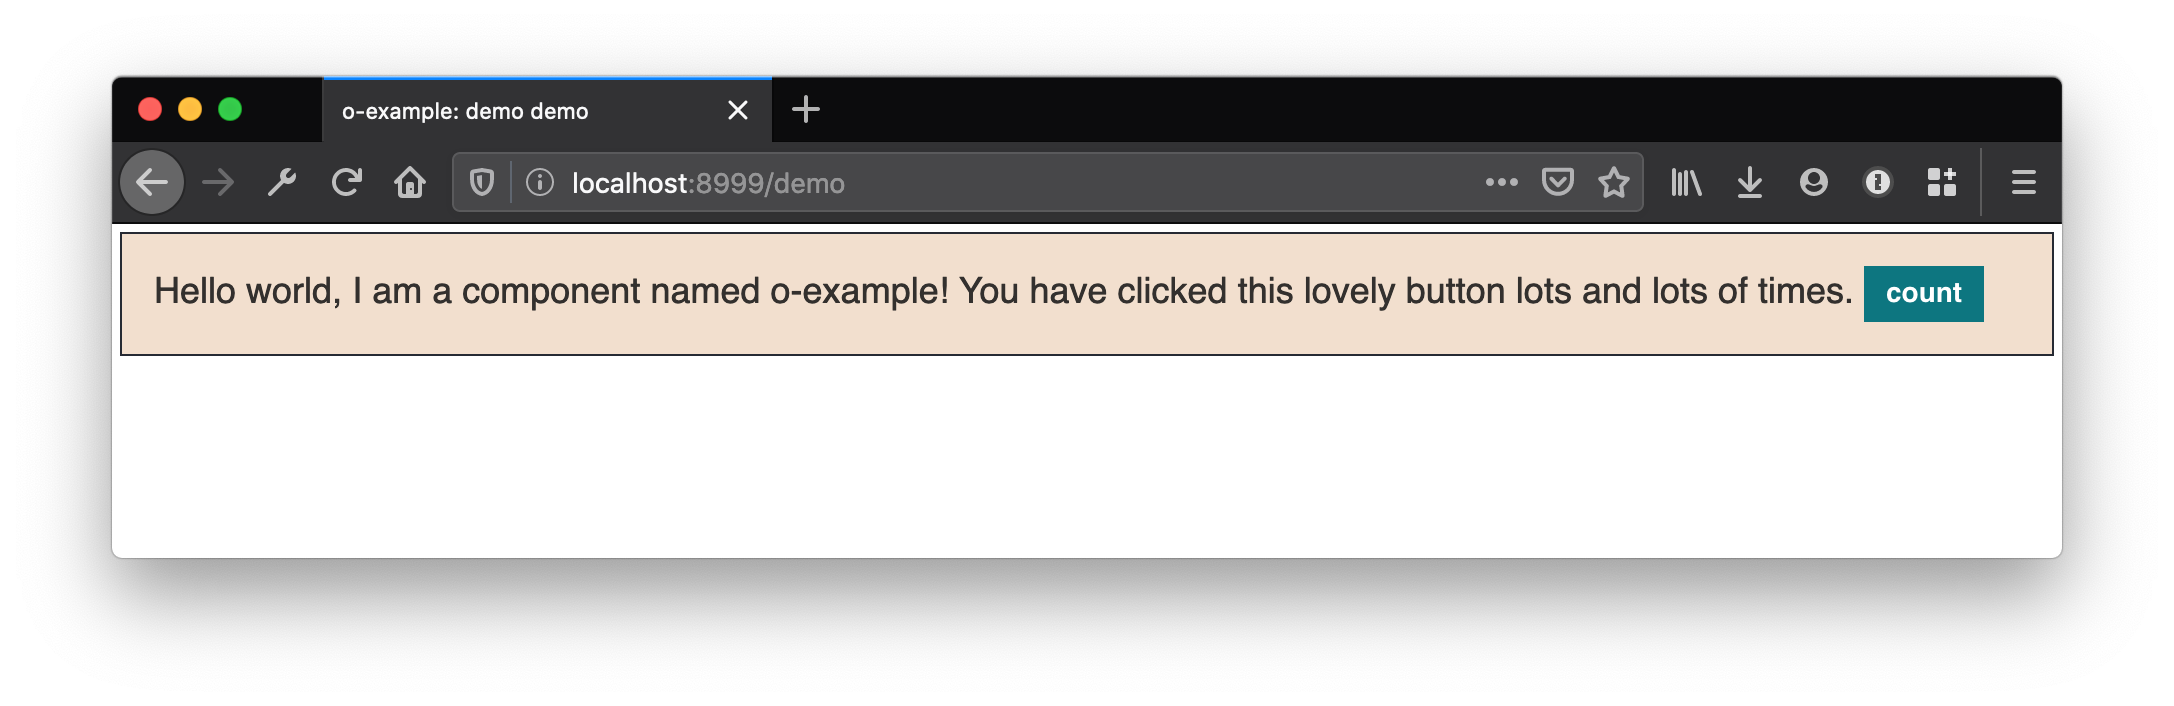 o-example: demo demo
localhost:8999/demo
Hello world, I am a component named o-example! You have clicked this lovely button lots and lots of times. count